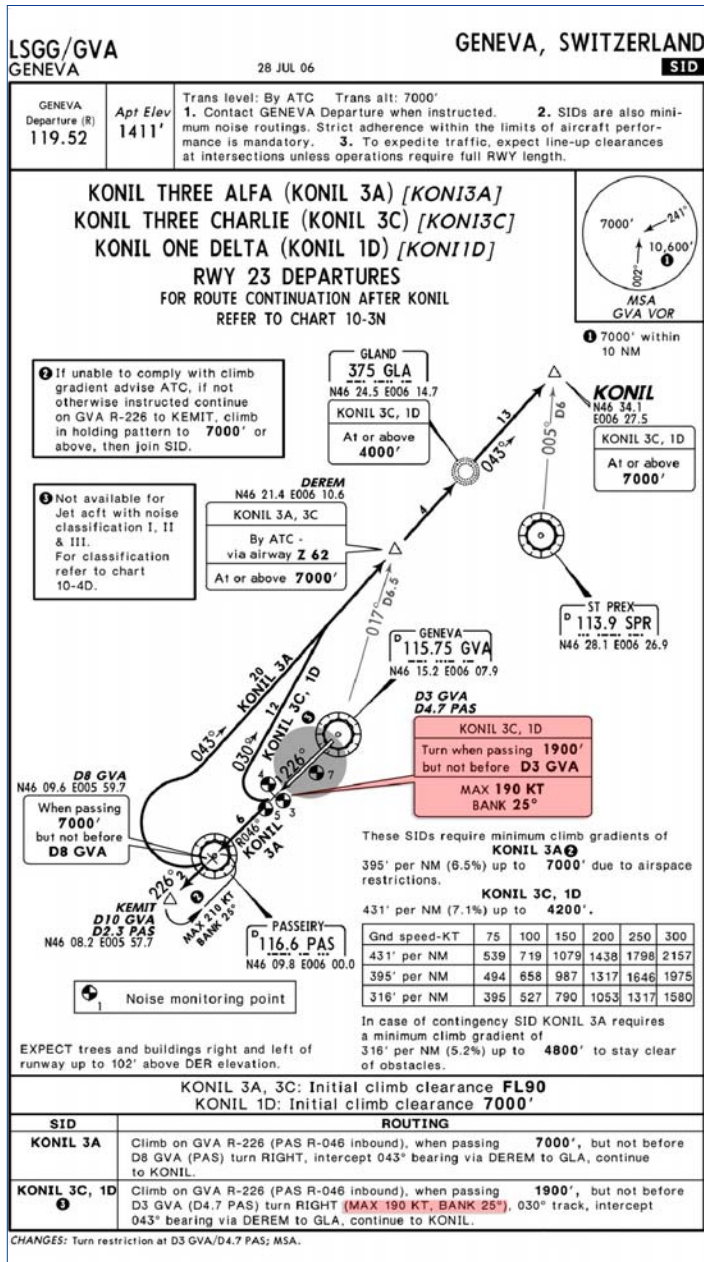 LSGG/GVA
GENEVA
28 JUL 06
GENEVA, SWITZERLAND
SID
GENEVA
Departure (R)
119.52
Apt Elev
1411'
Trans level: By ATC Trans alt: 7000'
1. Contact GENEVA Departure when instructed. 2. SIDs are also mini-
mum noise routings. Strict adherence within the limits of aircraft perfor-
mance is mandatory. 3. To expedite traffic, expect line-up clearances
at intersections unless operations require full RWY length.
KONIL THREE ALFA (KONIL 3A) [KONI3A]
KONIL THREE CHARLIE (KONIL 3C) [KONI3C]
KONIL ONE DELTA (KONIL 1D) [KONI1D]
RWY 23 DEPARTURES
FOR ROUTE CONTINUATION AFTER KONIL
REFER TO CHART 10-3N
7000'
241°
10,600'
1
002°
MSA
GVA VOR
1 7000' within
10 NM
2 If unable to comply with climb
gradient advise ATC, if not
otherwise instructed continue
on GVA R-226 to KEMIT, climb
in holding pattern to 7000' or
above, then join SID.
3 Not available for
Jet acft with noise
classification I, II
& III.
For classification
refer to chart
10-4D.
GLAND
375 GLA
N46 24.5 E006 14.7
KONIL 3C, 1D
At or above
4000'
13
043°
005°
D6
KONIL
N46 34.1
E006 27.5
KONIL 3C, 1D
At or above
7000'
DEREM
N46 21.4 E006 10.6
KONIL 3A, 3C
By ATC -
via airway Z 62
At or above 7000'
4
ST PREX
D 113.9 SPR
N46 28.1 E006 26.9
017°
D6.5
GENEVA
D 115.75 GVA
N46 15.2 E006 07.9
20
KONIL 3A
043°
12
KONIL 3C, 1D
3
030°
226°
D3 GVA
D4.7 PAS
KONIL 3C, 1D
Turn when passing 1900'
but not before D3 GVA
MAX 190 KT
BANK 25°
4
7
5
3
D8 GVA
N46 09.6 E005 59.7
When passing
7000'
but not before
D8 GVA
6
R046°
KONIL
3A
226°
2
2
MAX 210 KT
BANK 25°
KEMIT
D10 GVA
D2.3 PAS
N46 08.2 E005 57.7
PASSEIRY
D 116.6 PAS
N46 09.8 E006 00.0
1 Noise monitoring point
These SIDs require minimum climb gradients of
KONIL 3A 2
395' per NM (6.5%) up to 7000' due to airspace
restrictions.
KONIL 3C, 1D
431' per NM (7.1%) up to 4200'.
Gnd speed-KT 75 100 150 200 250 300
431' per NM 539 719 1079 1438 1798 2157
395' per NM 494 658 987 1317 1646 1975
316' per NM 395 527 790 1053 1317 1580
In case of contingency SID KONIL 3A requires
a minimum climb gradient of
316' per NM (5.2%) up to 4800' to stay clear
of obstacles.
EXPECT trees and buildings right and left of
runway up to 102' above DER elevation.
KONIL 3A, 3C: Initial climb clearance FL90
KONIL 1D: Initial climb clearance 7000'
SID ROUTING
KONIL 3A Climb on GVA R-226 (PAS R-046 inbound), when passing 7000', but not before
D8 GVA (PAS) turn RIGHT, intercept 043° bearing via DEREM to GLA, continue
to KONIL.
KONIL 3C, 1D Climb on GVA R-226 (PAS R-046 inbound), when passing 1900', but not before
3 D3 GVA (D4.7 PAS) turn RIGHT (MAX 190 KT, BANK 25°), 030° track, intercept
043° bearing via DEREM to GLA, continue to KONIL.
CHANGES: Turn restriction at D3 GVA/D4.7 PAS; MSA.